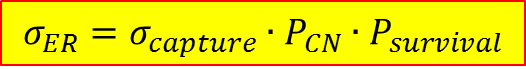 σ_ER = σ_capture · P_CN · P_survival